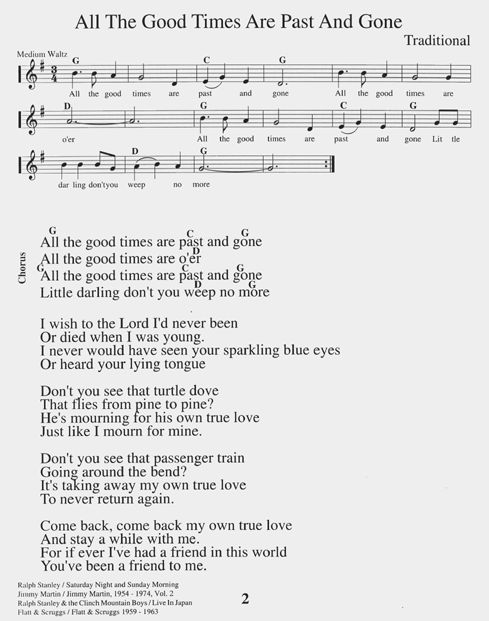 All The Good Times Are Past And Gone
Traditional
Medium Waltz
G C G
3
4
All the good times are past and gone All the good times are
D G C G
o'er All the good times are past and gone Lit tle
D G
dar ling don'tyou weep no more
Chorus
G C G
All the good times are past and gone
D
All the good times are o'er
G C G
All the good times are past and gone
D G
Little darling don't you weep no more
I wish to the Lord I'd never been
Or died when I was young.
I never would have seen your sparkling blue eyes
Or heard your lying tongue
Don't you see that turtle dove
That flies from pine to pine?
He's mourning for his own true love
Just like I mourn for mine.
Don't you see that passenger train
Going around the bend?
It's taking away my own true love
To never return again.
Come back, come back my own true love
And stay a while with me.
For if ever I've had a friend in this world
You've been a friend to me.
Ralph Stanley / Saturday Night and Sunday Morning
Jimmy Martin / Jimmy Martin, 1954 - 1974, Vol. 2
Ralph Stanley & the Clinch Mountain Boys / Live In Japan
Flatt & Scruggs / Flatt & Scruggs 1959 - 1963
2